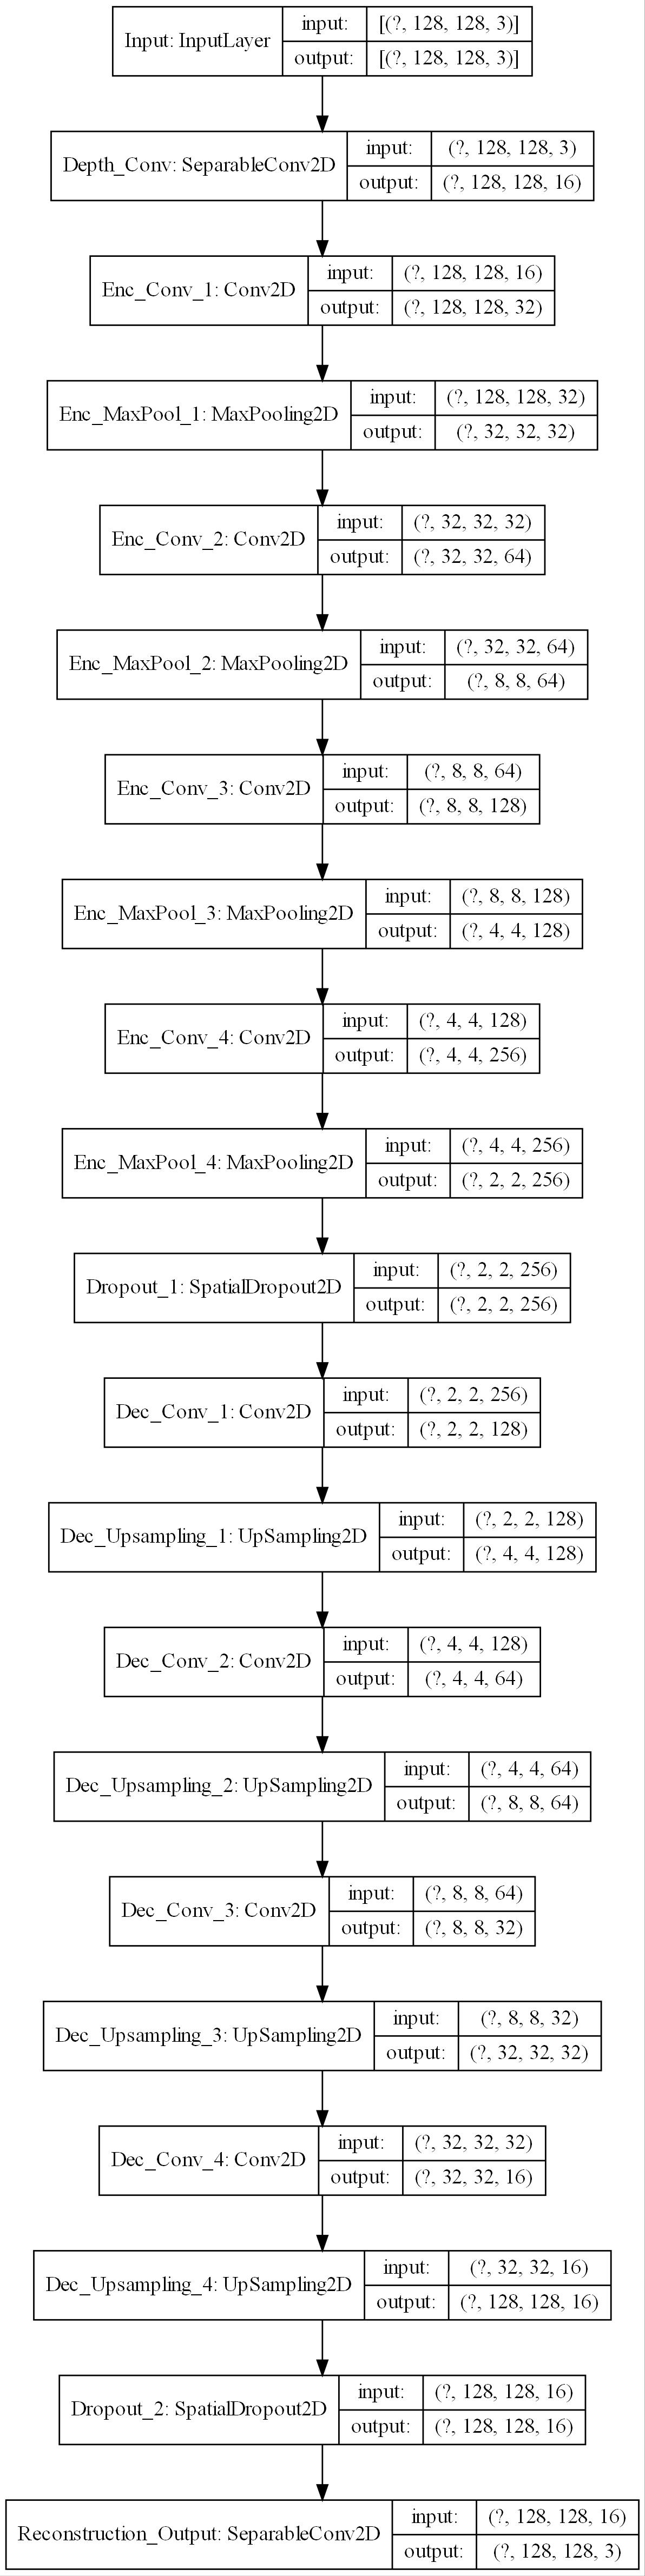 Input: InputLayer
input:
[(?, 128, 128, 3)]
output:
[(?, 128, 128, 3)]
Depth_Conv: SeparableConv2D
input:
(?, 128, 128, 3)
output:
(?, 128, 128, 16)
Enc_Conv_1: Conv2D
input:
(?, 128, 128, 16)
output:
(?, 128, 128, 32)
Enc_MaxPool_1: MaxPooling2D
input:
(?, 128, 128, 32)
output:
(?, 32, 32, 32)
Enc_Conv_2: Conv2D
input:
(?, 32, 32, 32)
output:
(?, 32, 32, 64)
Enc_MaxPool_2: MaxPooling2D
input:
(?, 32, 32, 64)
output:
(?, 8, 8, 64)
Enc_Conv_3: Conv2D
input:
(?, 8, 8, 64)
output:
(?, 8, 8, 128)
Enc_MaxPool_3: MaxPooling2D
input:
(?, 8, 8, 128)
output:
(?, 4, 4, 128)
Enc_Conv_4: Conv2D
input:
(?, 4, 4, 128)
output:
(?, 4, 4, 256)
Enc_MaxPool_4: MaxPooling2D
input:
(?, 4, 4, 256)
output:
(?, 2, 2, 256)
Dropout_1: SpatialDropout2D
input:
(?, 2, 2, 256)
output:
(?, 2, 2, 256)
Dec_Conv_1: Conv2D
input:
(?, 2, 2, 256)
output:
(?, 2, 2, 128)
Dec_Upsampling_1: UpSampling2D
input:
(?, 2, 2, 128)
output:
(?, 4, 4, 128)
Dec_Conv_2: Conv2D
input:
(?, 4, 4, 128)
output:
(?, 4, 4, 64)
Dec_Upsampling_2: UpSampling2D
input:
(?, 4, 4, 64)
output:
(?, 8, 8, 64)
Dec_Conv_3: Conv2D
input:
(?, 8, 8, 64)
output:
(?, 8, 8, 32)
Dec_Upsampling_3: UpSampling2D
input:
(?, 8, 8, 32)
output:
(?, 32, 32, 32)
Dec_Conv_4: Conv2D
input:
(?, 32, 32, 32)
output:
(?, 32, 32, 16)
Dec_Upsampling_4: UpSampling2D
input:
(?, 32, 32, 16)
output:
(?, 128, 128, 16)
Dropout_2: SpatialDropout2D
input:
(?, 128, 128, 16)
output:
(?, 128, 128, 16)
Reconstruction_Output: SeparableConv2D
input:
(?, 128, 128, 16)
output:
(?, 128, 128, 3)